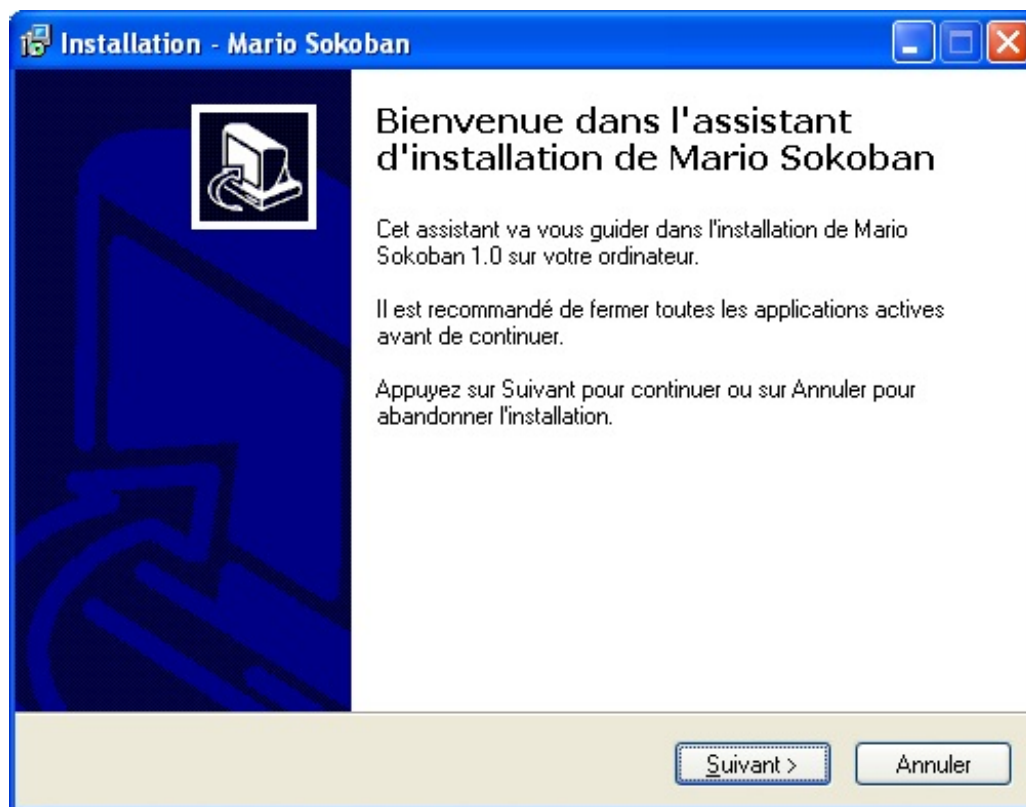 Installation - Mario Sokoban
Bienvenue dans l'assistant
d'installation de Mario Sokoban
Cet assistant va vous guider dans l'installation de Mario
Sokoban 1.0 sur votre ordinateur.
Il est recommandé de fermer toutes les applications actives
avant de continuer.
Appuyez sur Suivant pour continuer ou sur Annuler pour
abandonner l'installation.
Suivant > Annuler